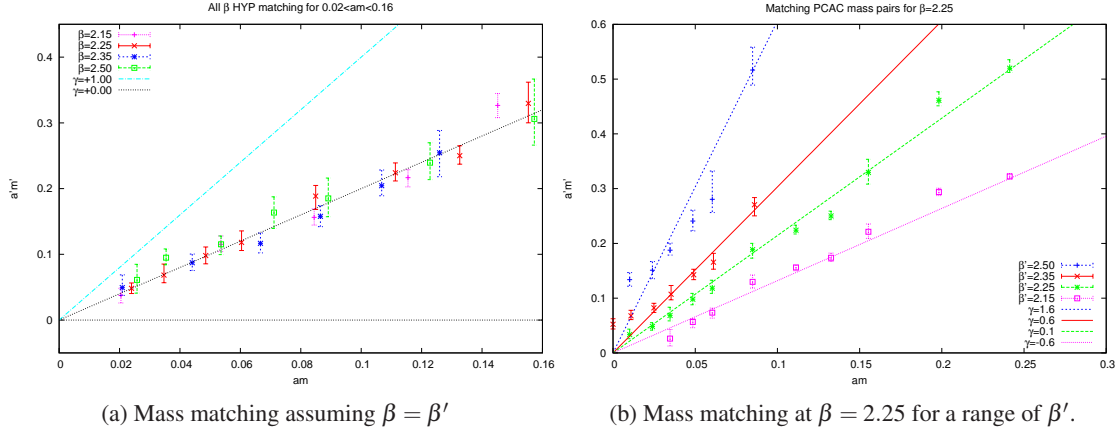 All β HYP matching for 0.02<am<0.16
a'm'
0.4
0.3
0.2
0.1
0
0
0.02
0.04
0.06
0.08
0.1
0.12
0.14
0.16
am
β=2.15
β=2.25
β=2.35
β=2.50
γ=+1.00
γ=+0.00
(a) Mass matching assuming β = β′
Matching PCAC mass pairs for β=2.25
a'm'
0.6
0.5
0.4
0.3
0.2
0.1
0
0
0.05
0.1
0.15
0.2
0.25
0.3
am
β'=2.50
β'=2.35
β'=2.25
β'=2.15
γ=1.6
γ=0.6
γ=0.1
γ=-0.6
(b) Mass matching at β = 2.25 for a range of β′.